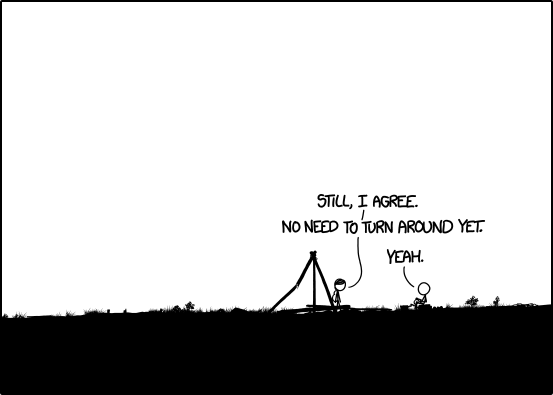 STILL, I AGREE.
NO NEED TO TURN AROUND YET.
YEAH.